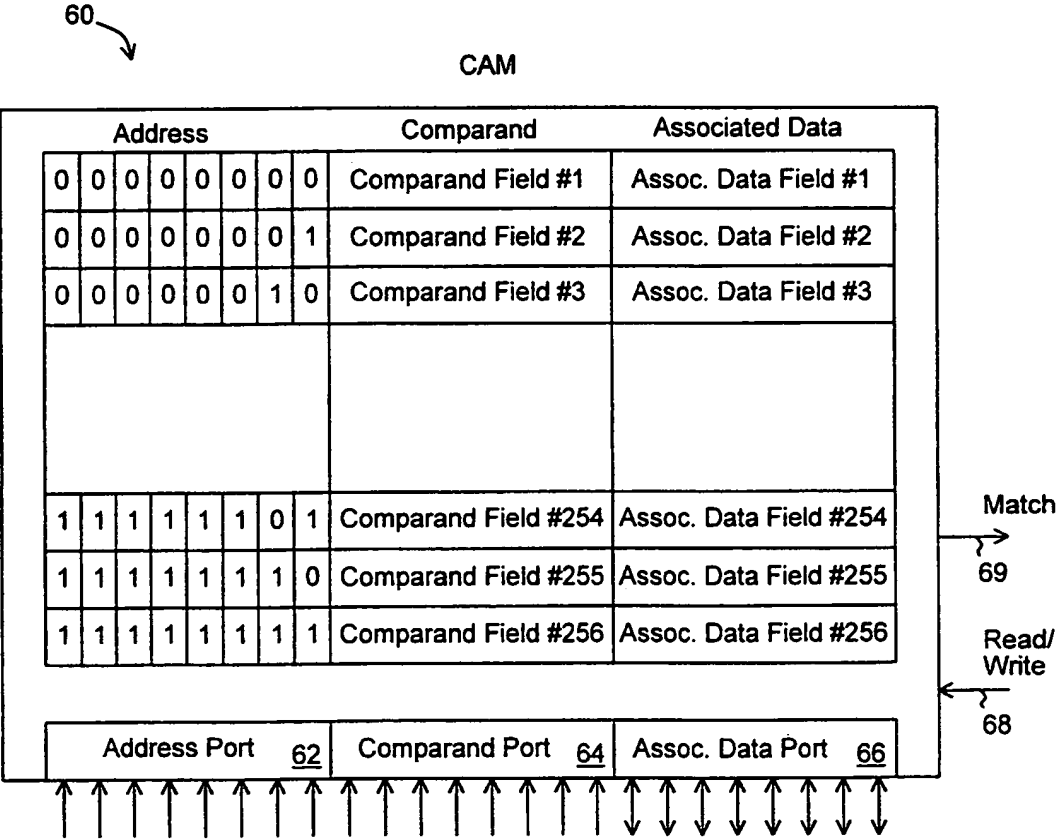 60
CAM
Address Comparand Associated Data
0 0 0 0 0 0 0 0 Comparand Field #1 Assoc. Data Field #1
0 0 0 0 0 0 0 1 Comparand Field #2 Assoc. Data Field #2
0 0 0 0 0 0 1 0 Comparand Field #3 Assoc. Data Field #3
1 1 1 1 1 1 0 1 Comparand Field #254 Assoc. Data Field #254
Match
69
1 1 1 1 1 1 1 0 Comparand Field #255 Assoc. Data Field #255
1 1 1 1 1 1 1 1 Comparand Field #256 Assoc. Data Field #256
Read/
Write
68
Address Port 62 Comparand Port 64 Assoc. Data Port 66